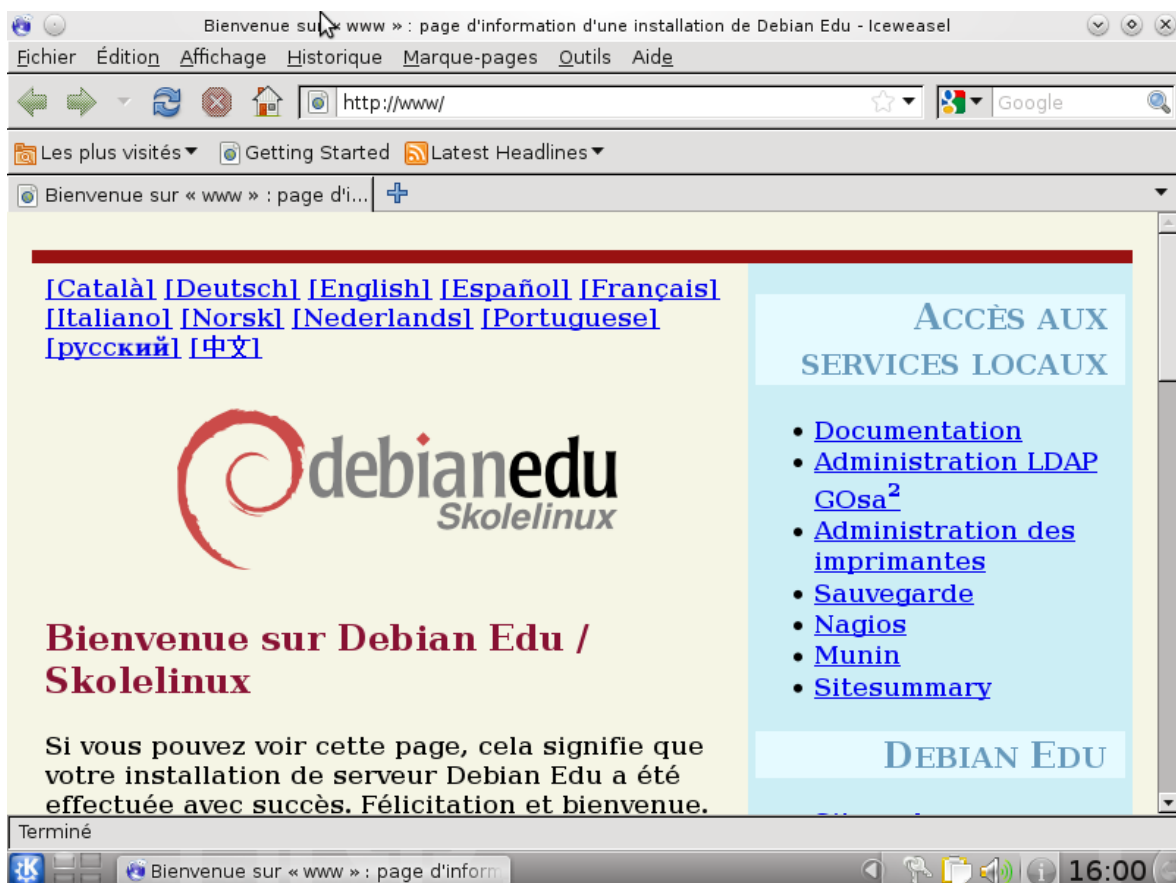 Bienvenue sur « www » : page d'information d'une installation de Debian Edu - Iceweasel
Fichier Édition Affichage Historique Marque-pages Outils Aide
http://www/
Google
Les plus visités Getting Started Latest Headlines
Bienvenue sur « www » : page d'i...
[Català] [Deutsch] [English] [Español] [Français]
[Italiano] [Norsk] [Nederlands] [Portuguese]
[русский] [中文]
debianedu
Skolelinux
Bienvenue sur Debian Edu /
Skolelinux
Si vous pouvez voir cette page, cela signifie que
votre installation de serveur Debian Edu a été
effectuée avec succès. Félicitation et bienvenue.
Accès aux
services locaux
Documentation
Administration LDAP
GOsa²
Administration des
imprimantes
Sauvegarde
Nagios
Munin
Sitesummary
Debian Edu
Terminé
Bienvenue sur « www » : page d'inform
16:00